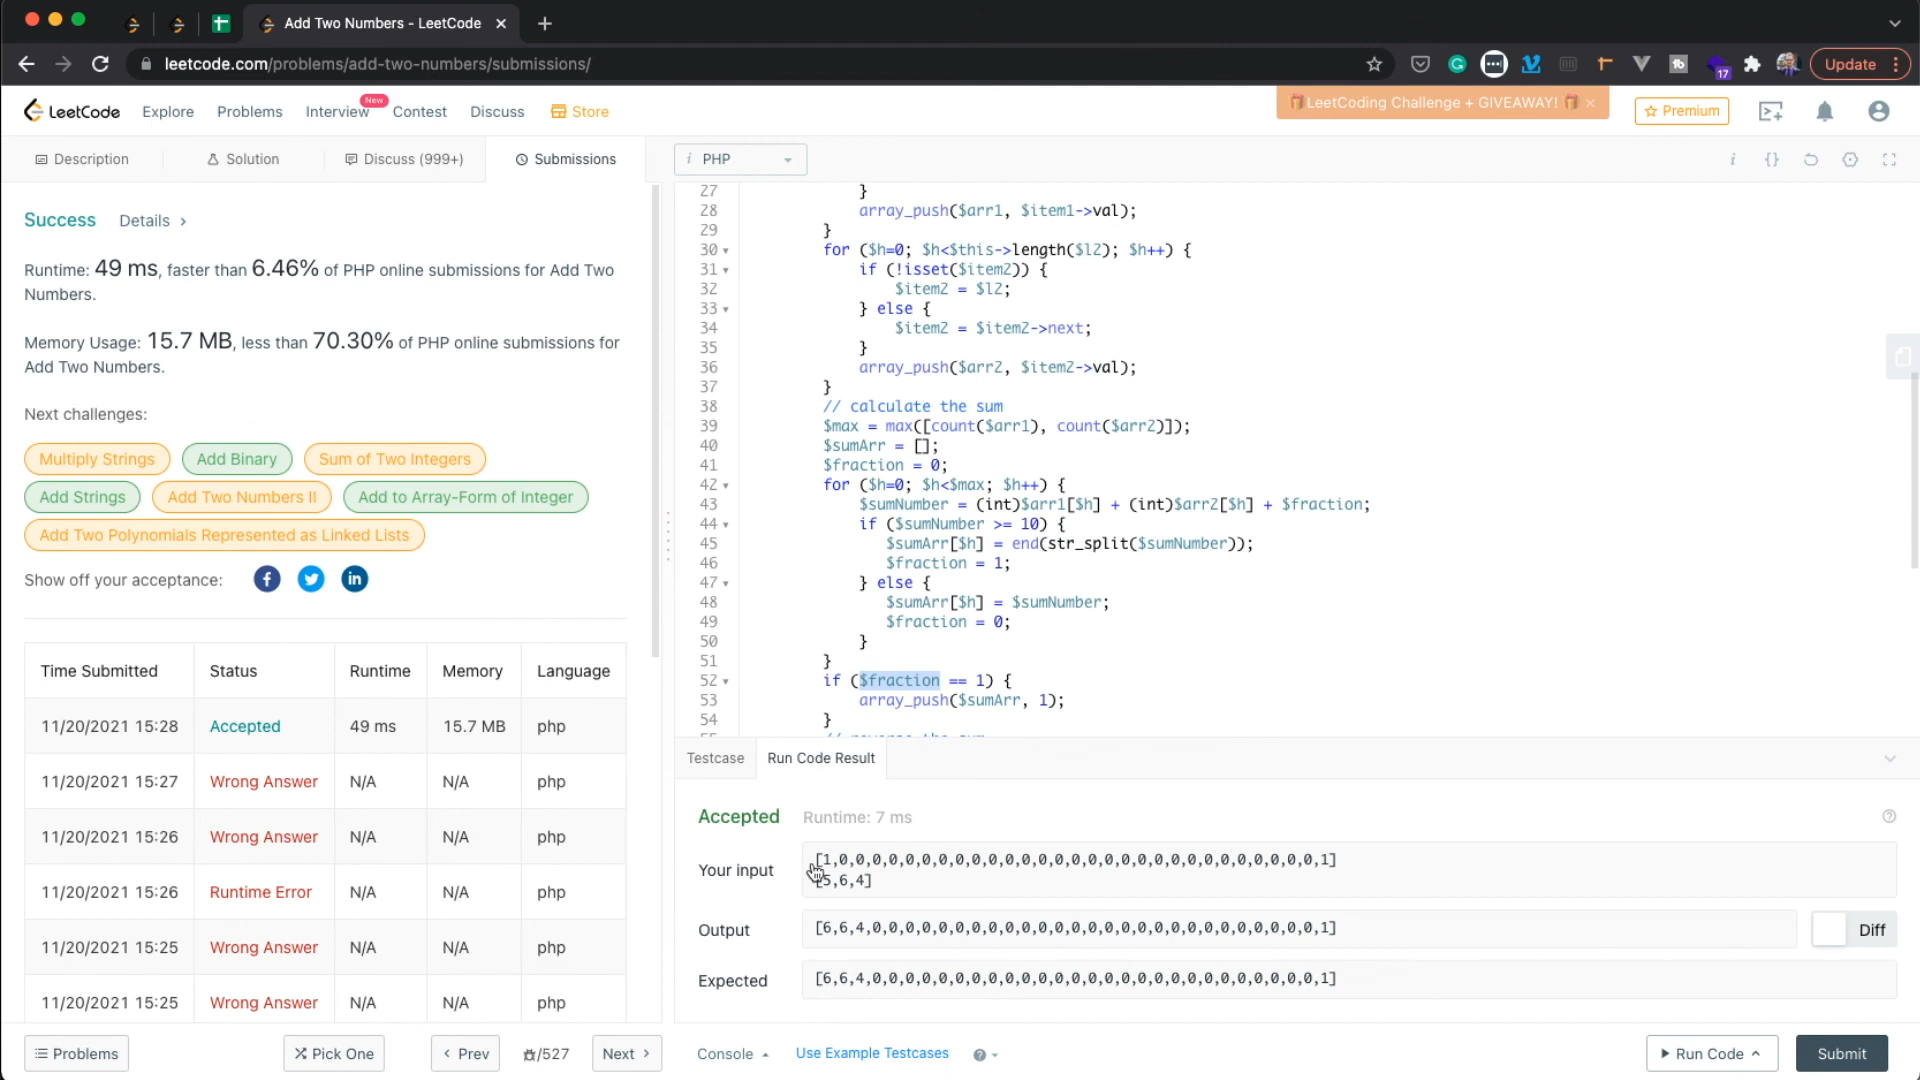 Add Two Numbers - LeetCode
leetcode.com/problems/add-two-numbers/submissions/
17
Update
LeetCode
Explore
Problems
Interview
New
Contest
Discuss
Store
LeetCoding Challenge + GIVEAWAY!
Premium
Description
Solution
Discuss (999+)
Submissions
i PHP
Success Details
Runtime: 49 ms, faster than 6.46% of PHP online submissions for Add Two
Numbers.
Memory Usage: 15.7 MB, less than 70.30% of PHP online submissions for
Add Two Numbers.
Next challenges:
Multiply Strings Add Binary Sum of Two Integers
Add Strings Add Two Numbers II Add to Array-Form of Integer
Add Two Polynomials Represented as Linked Lists
Show off your acceptance:
Time Submitted Status Runtime Memory Language
11/20/2021 15:28 Accepted 49 ms 15.7 MB php
11/20/2021 15:27 Wrong Answer N/A N/A php
11/20/2021 15:26 Wrong Answer N/A N/A php
11/20/2021 15:26 Runtime Error N/A N/A php
11/20/2021 15:25 Wrong Answer N/A N/A php
11/20/2021 15:25 Wrong Answer N/A N/A php
27 }
28 array_push($arr1, $item1->val);
29 }
30 for ($h=0; $h<$this->length($l2); $h++) {
31 if (!isset($item2)) {
32 $item2 = $l2;
33 } else {
34 $item2 = $item2->next;
35 }
36 array_push($arr2, $item2->val);
37 }
38 // calculate the sum
39 $max = max([count($arr1), count($arr2)]);
40 $sumArr = [];
41 $fraction = 0;
42 for ($h=0; $h<$max; $h++) {
43 $sumNumber = (int)$arr1[$h] + (int)$arr2[$h] + $fraction;
44 if ($sumNumber >= 10) {
45 $sumArr[$h] = end(str_split($sumNumber));
46 $fraction = 1;
47 } else {
48 $sumArr[$h] = $sumNumber;
49 $fraction = 0;
50 }
51 }
52 if ($fraction == 1) {
53 array_push($sumArr, 1);
54 }
Testcase
Run Code Result
Accepted Runtime: 7 ms
Your input
[1,0,0,0,0,0,0,0,0,0,0,0,0,0,0,0,0,0,0,0,0,0,0,0,0,0,0,0,0,0,1]
[5,6,4]
Output
[6,6,4,0,0,0,0,0,0,0,0,0,0,0,0,0,0,0,0,0,0,0,0,0,0,0,0,0,0,0,1]
Diff
Expected
[6,6,4,0,0,0,0,0,0,0,0,0,0,0,0,0,0,0,0,0,0,0,0,0,0,0,0,0,0,0,1]
Problems
Pick One
Prev
/527
Next
Console
Use Example Testcases
Run Code
Submit